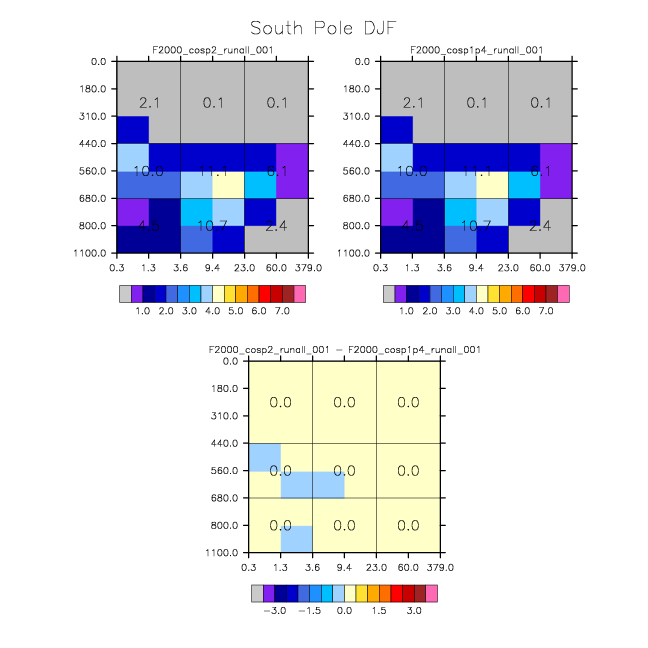 South Pole DJF
F2000_cosp2_runall_001
F2000_cosp1p4_runall_001
0.0
180.0
310.0
440.0
560.0
680.0
800.0
1100.0
2.1 0.1 0.1
10.0 11.1 6.1
4.5 10.7 2.4
0.3 1.3 3.6 9.4 23.0 60.0 379.0
1.0 2.0 3.0 4.0 5.0 6.0 7.0
0.0
180.0
310.0
440.0
560.0
680.0
800.0
1100.0
2.1 0.1 0.1
10.0 11.1 6.1
4.5 10.7 2.4
0.3 1.3 3.6 9.4 23.0 60.0 379.0
1.0 2.0 3.0 4.0 5.0 6.0 7.0
F2000_cosp2_runall_001 − F2000_cosp1p4_runall_001
0.0
180.0
310.0
440.0
560.0
680.0
800.0
1100.0
0.0 0.0 0.0
0.0 0.0 0.0
0.0 0.0 0.0
0.3 1.3 3.6 9.4 23.0 60.0 379.0
−3.0 −1.5 0.0 1.5 3.0